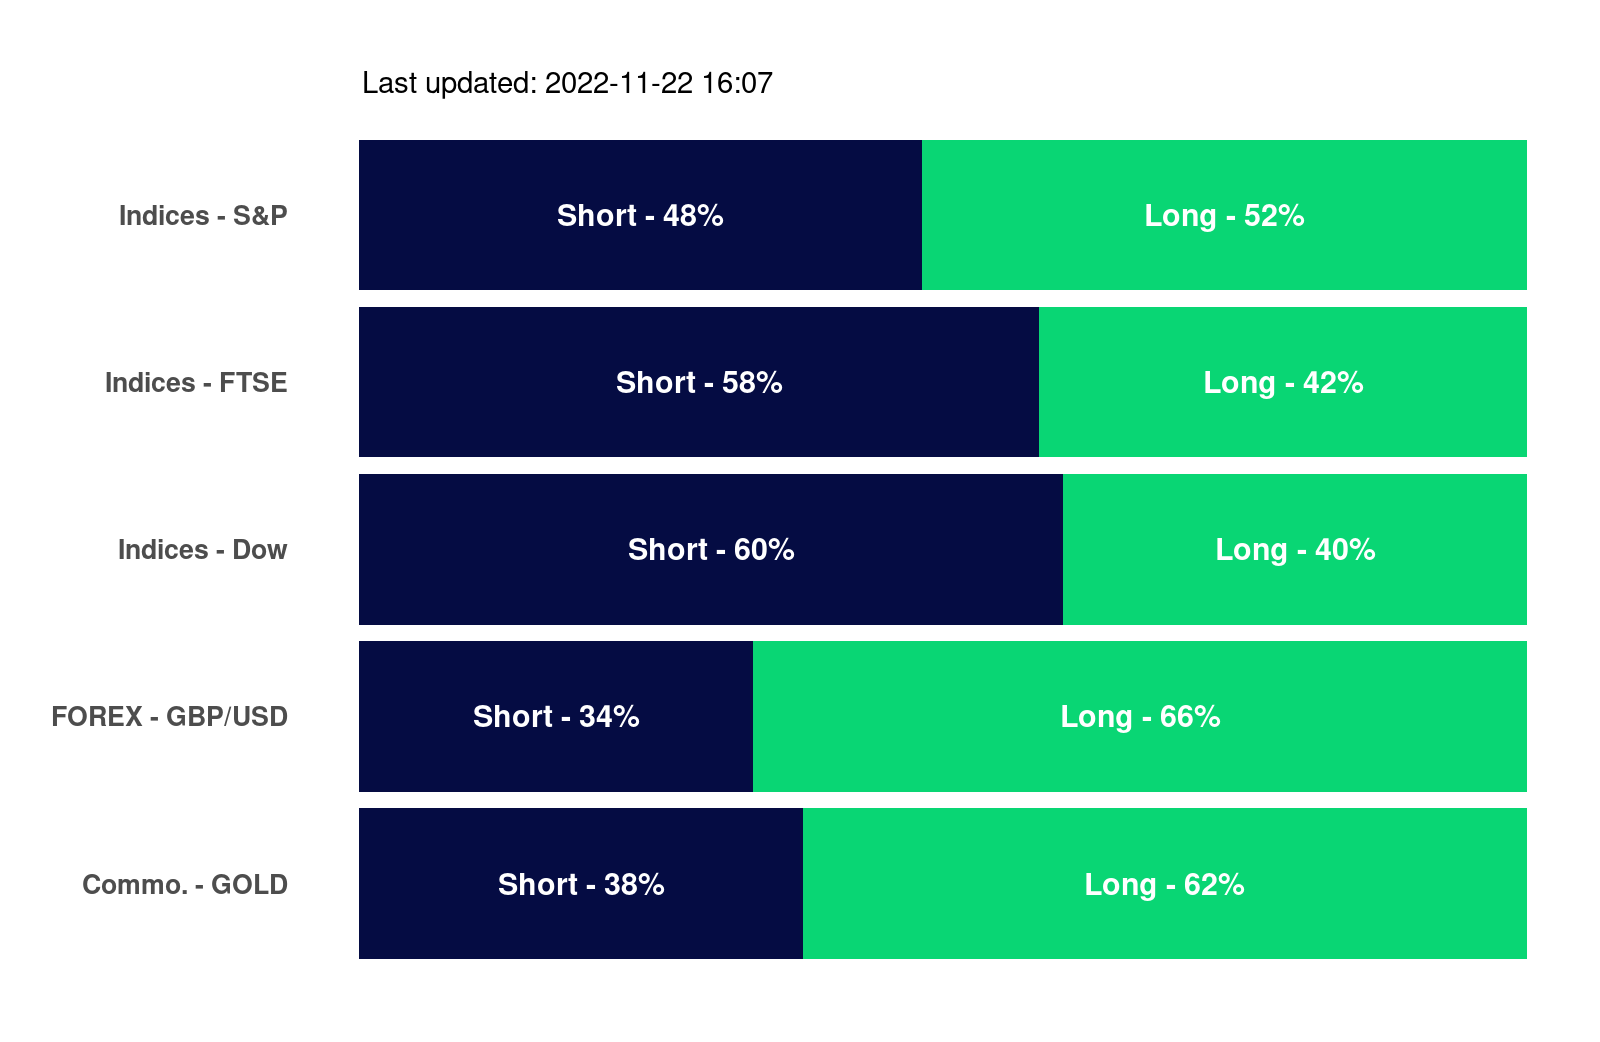 Last updated: 2022-11-22 16:07
Indices - S&P Short - 48% Long - 52%
Indices - FTSE Short - 58% Long - 42%
Indices - Dow Short - 60% Long - 40%
FOREX - GBP/USD Short - 34% Long - 66%
Commo. - GOLD Short - 38% Long - 62%